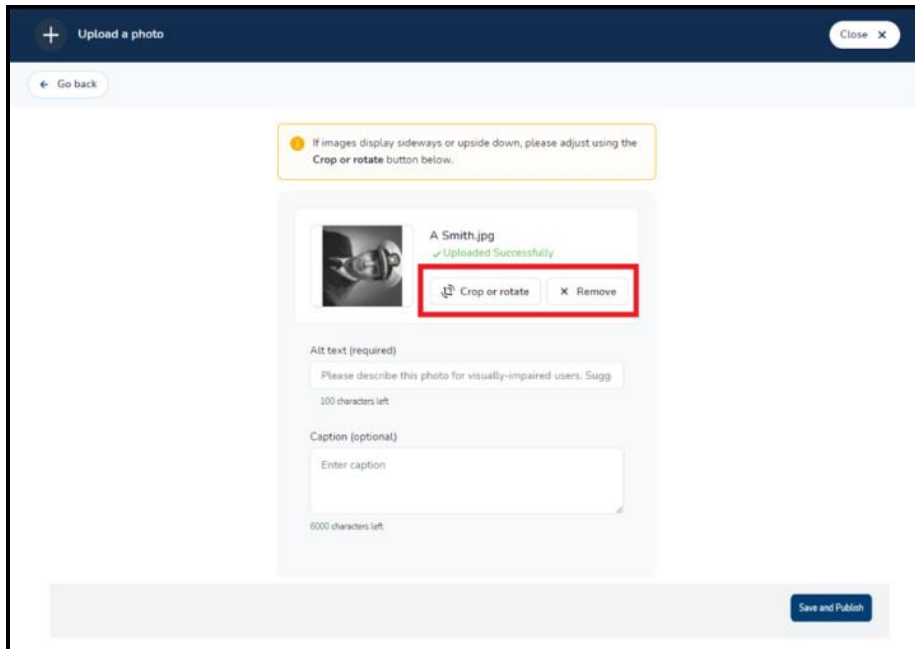 Upload a photo
Close X
Go back
If images display sideways or upside down, please adjust using the
Crop or rotate button below.
A Smith.jpg
Uploaded Successfully
Crop or rotate
X Remove
Alt text (required)
Please describe this photo for visually-impaired users. Sugg
100 characters left
Caption (optional)
Enter caption
6000 characters left
Save and Publish